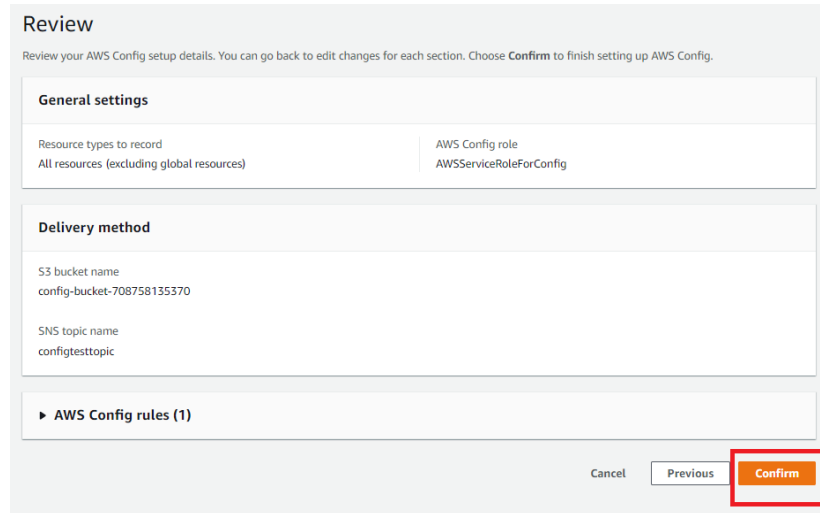 Review
Review your AWS Config setup details. You can go back to edit changes for each section. Choose Confirm to finish setting up AWS Config.
General settings
Resource types to record
All resources (excluding global resources)
AWS Config role
AWSServiceRoleForConfig
Delivery method
S3 bucket name
config-bucket-708758135370
SNS topic name
configtesttopic
AWS Config rules (1)
Cancel
Previous
Confirm